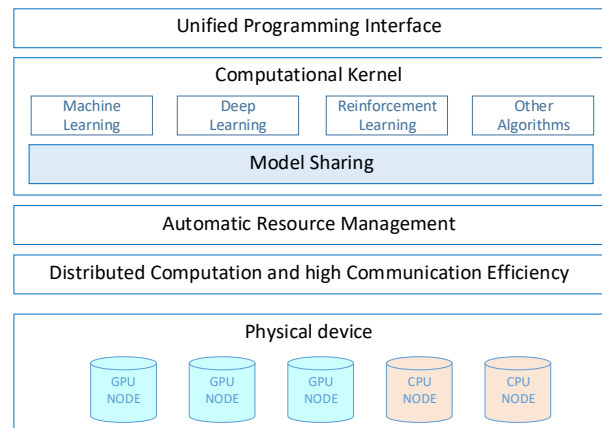 Unified Programming Interface
Computational Kernel
Machine Learning
Deep Learning
Reinforcement Learning
Other Algorithms
Model Sharing
Automatic Resource Management
Distributed Computation and high Communication Efficiency
Physical device
GPU NODE
GPU NODE
GPU NODE
CPU NODE
CPU NODE